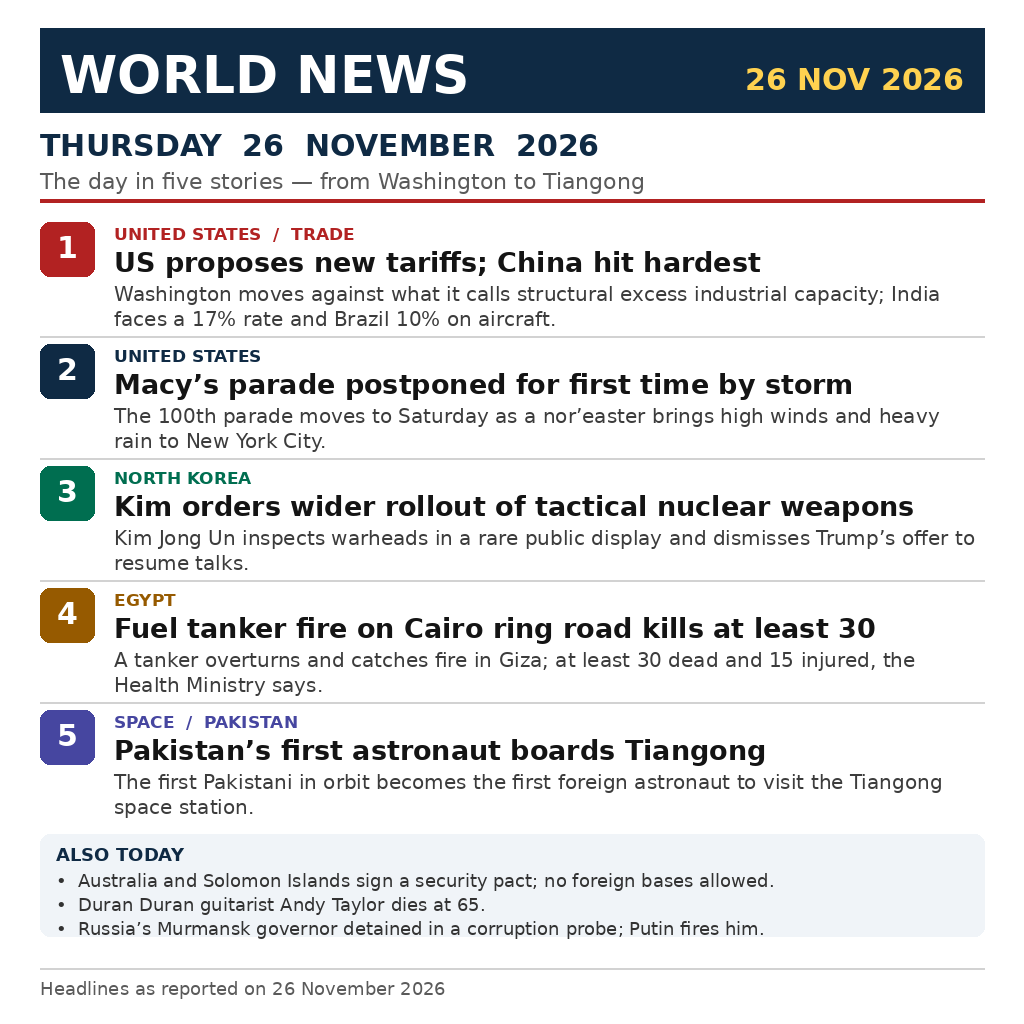 WORLD NEWS
26 NOV 2026
THURSDAY 26 NOVEMBER 2026
The day in five stories — from Washington to Tiangong
1
UNITED STATES / TRADE
US proposes new tariffs; China hit hardest
Washington moves against what it calls structural excess industrial capacity; India
faces a 17% rate and Brazil 10% on aircraft.
2
UNITED STATES
Macy’s parade postponed for first time by storm
The 100th parade moves to Saturday as a nor’easter brings high winds and heavy
rain to New York City.
3
NORTH KOREA
Kim orders wider rollout of tactical nuclear weapons
Kim Jong Un inspects warheads in a rare public display and dismisses Trump’s offer to
resume talks.
4
EGYPT
Fuel tanker fire on Cairo ring road kills at least 30
A tanker overturns and catches fire in Giza; at least 30 dead and 15 injured, the
Health Ministry says.
5
SPACE / PAKISTAN
Pakistan’s first astronaut boards Tiangong
The first Pakistani in orbit becomes the first foreign astronaut to visit the Tiangong
space station.
ALSO TODAY
• Australia and Solomon Islands sign a security pact; no foreign bases allowed.
• Duran Duran guitarist Andy Taylor dies at 65.
• Russia’s Murmansk governor detained in a corruption probe; Putin fires him.
Headlines as reported on 26 November 2026